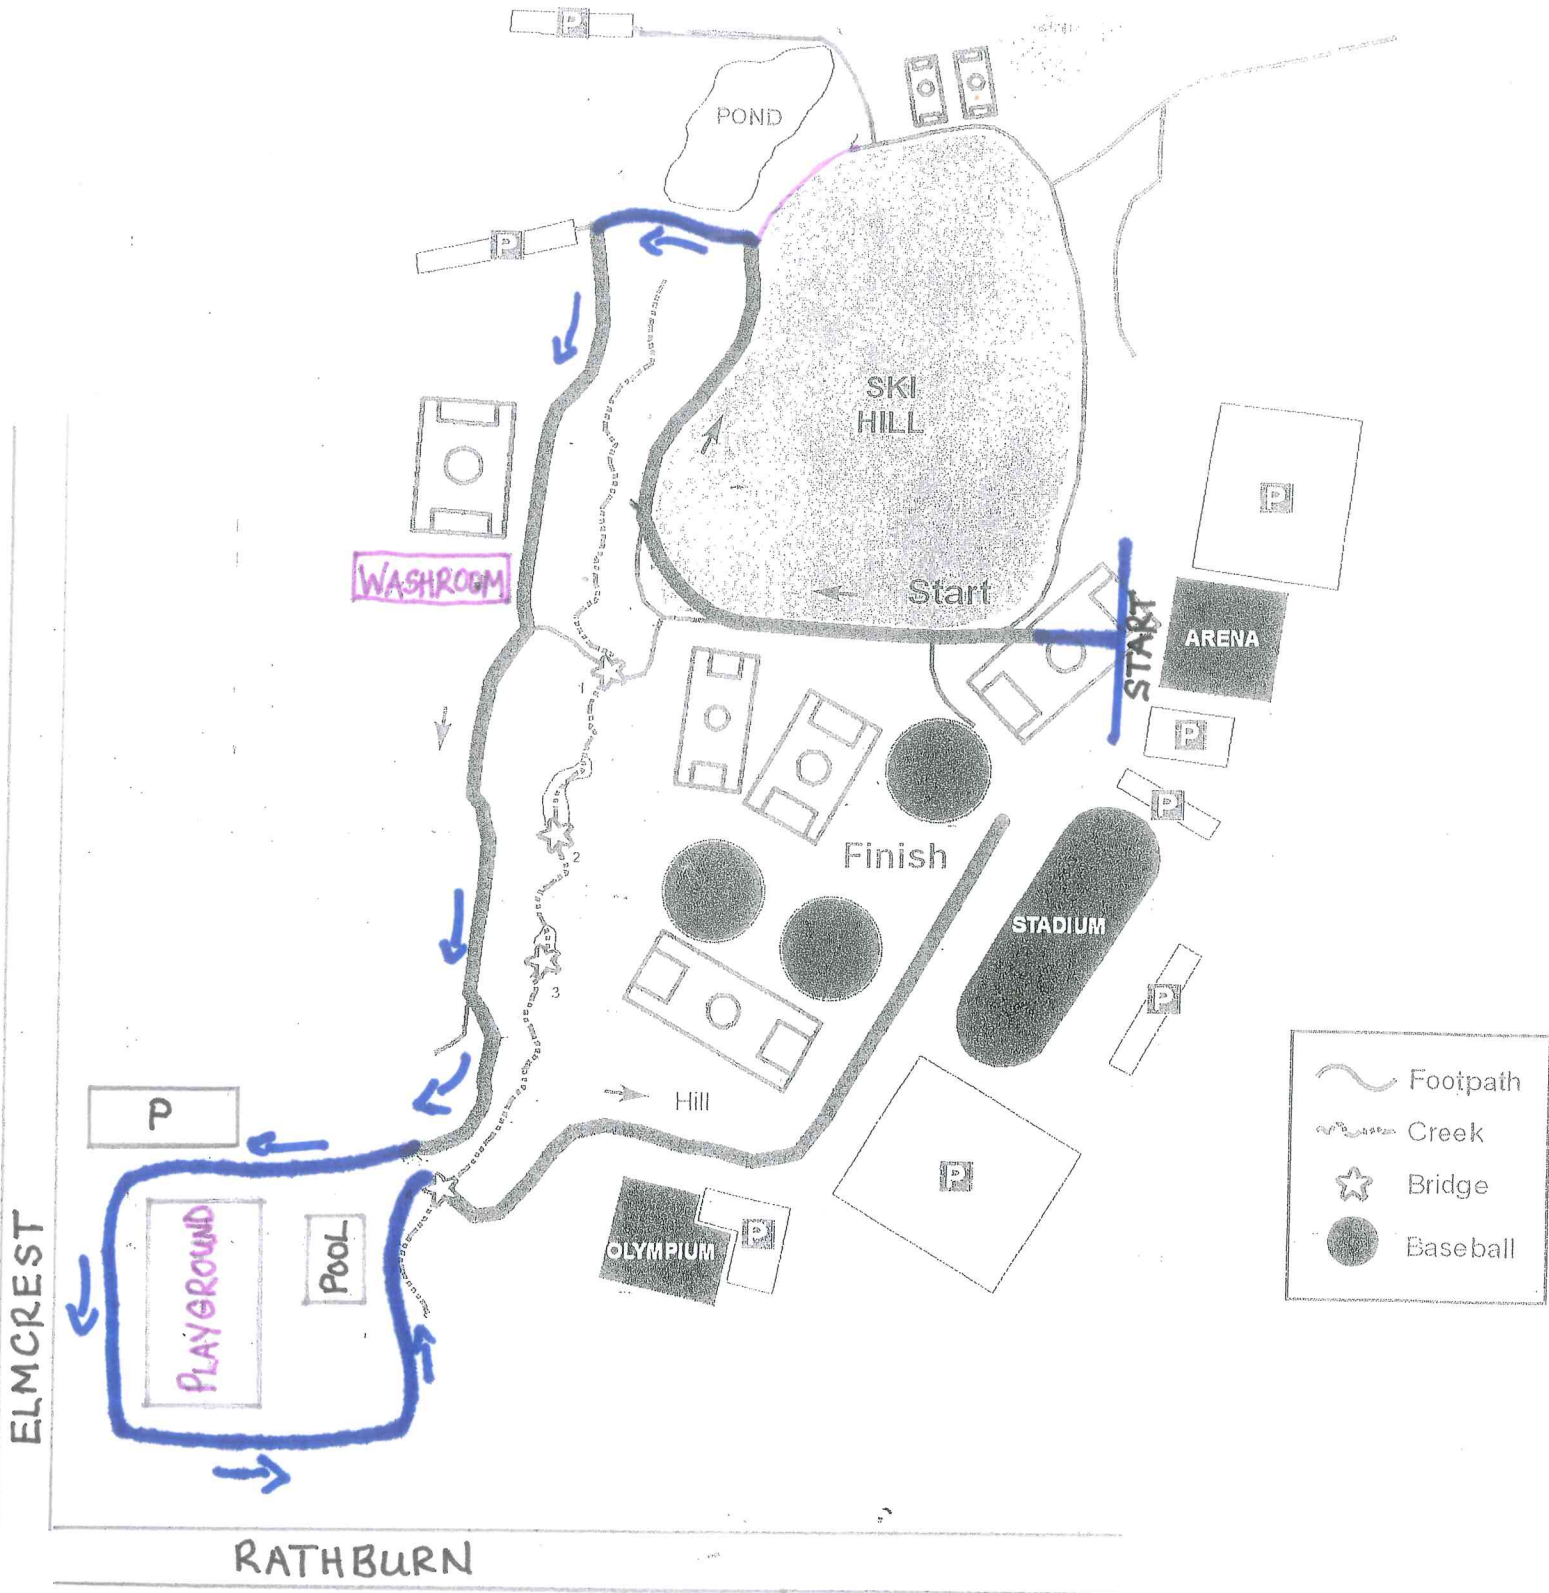 P
POND
P
SKI
HILL
P
WASHROOM
Start
START
ARENA
1
P
P
2
Finish
STADIUM
3
P
Hill
P
P
OLYMPIUM
P
PLAYGROUND
POOL
ELMCREST
RATHBURN
Footpath
Creek
Bridge
Baseball